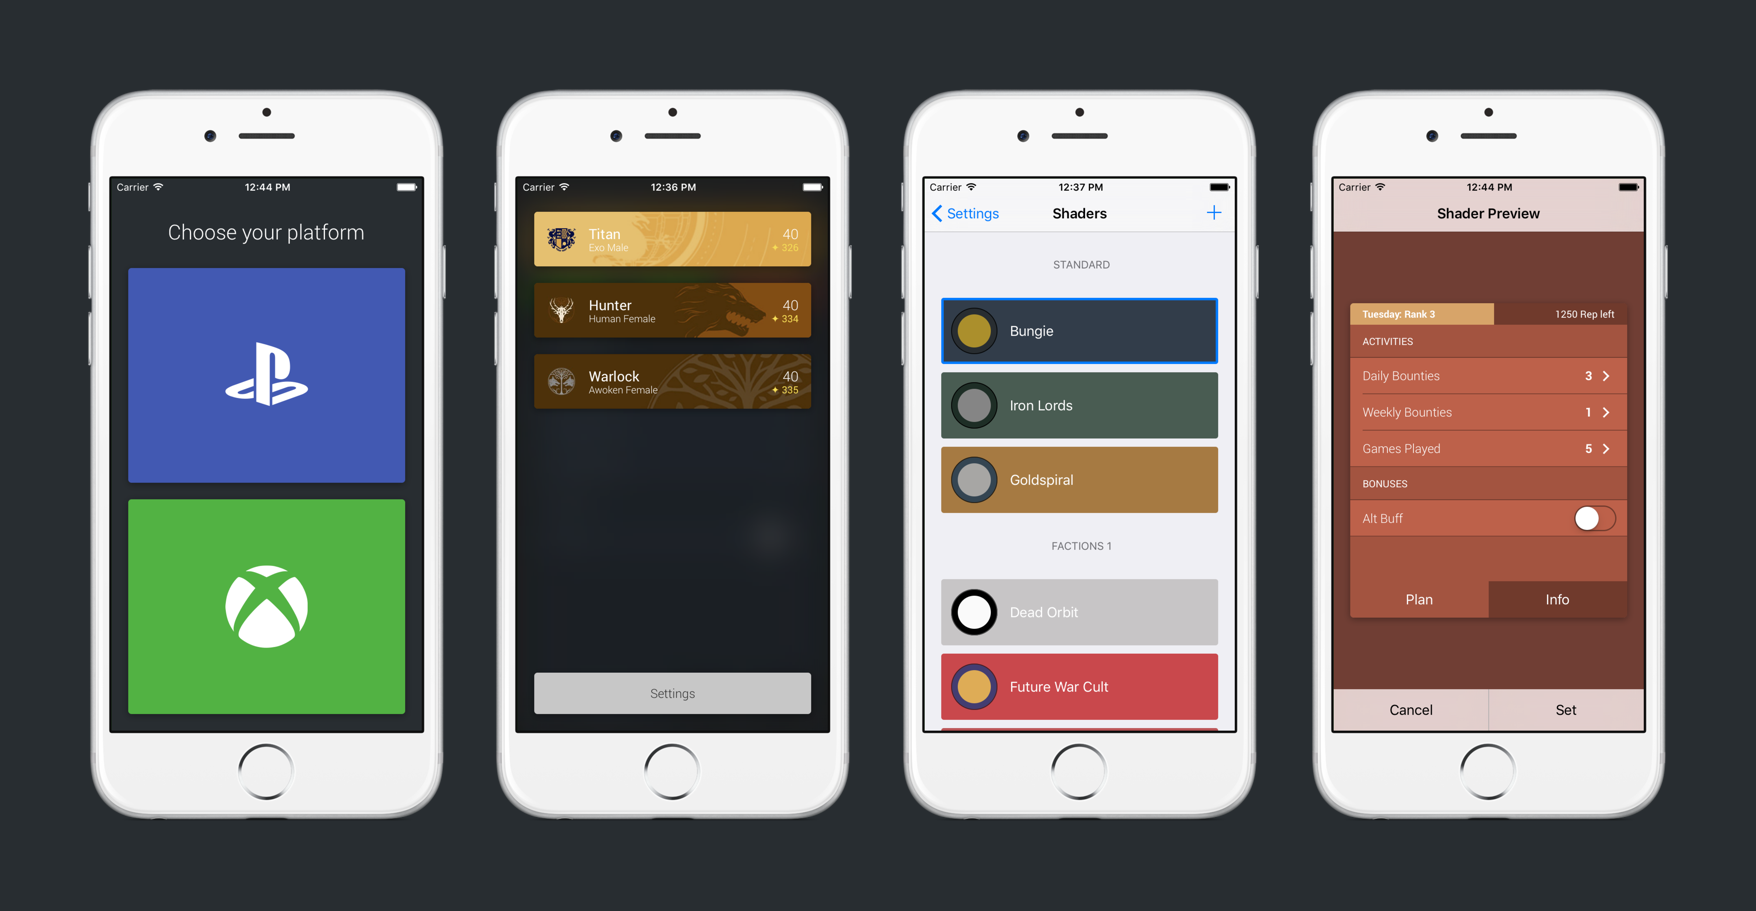 Carrier 12:44 PM
Choose your platform
Carrier 12:36 PM
Titan 40
Exo Male 326
Hunter 40
Human Female 334
Warlock 40
Awoken Female 335
Settings
Carrier 12:37 PM
Settings Shaders +
STANDARD
Bungie
Iron Lords
Goldspiral
FACTIONS 1
Dead Orbit
Future War Cult
Carrier 12:44 PM
Shader Preview
Tuesday: Rank 3 1250 Rep left
ACTIVITIES
Daily Bounties 3
Weekly Bounties 1
Games Played 5
BONUSES
Alt Buff
Plan Info
Cancel Set